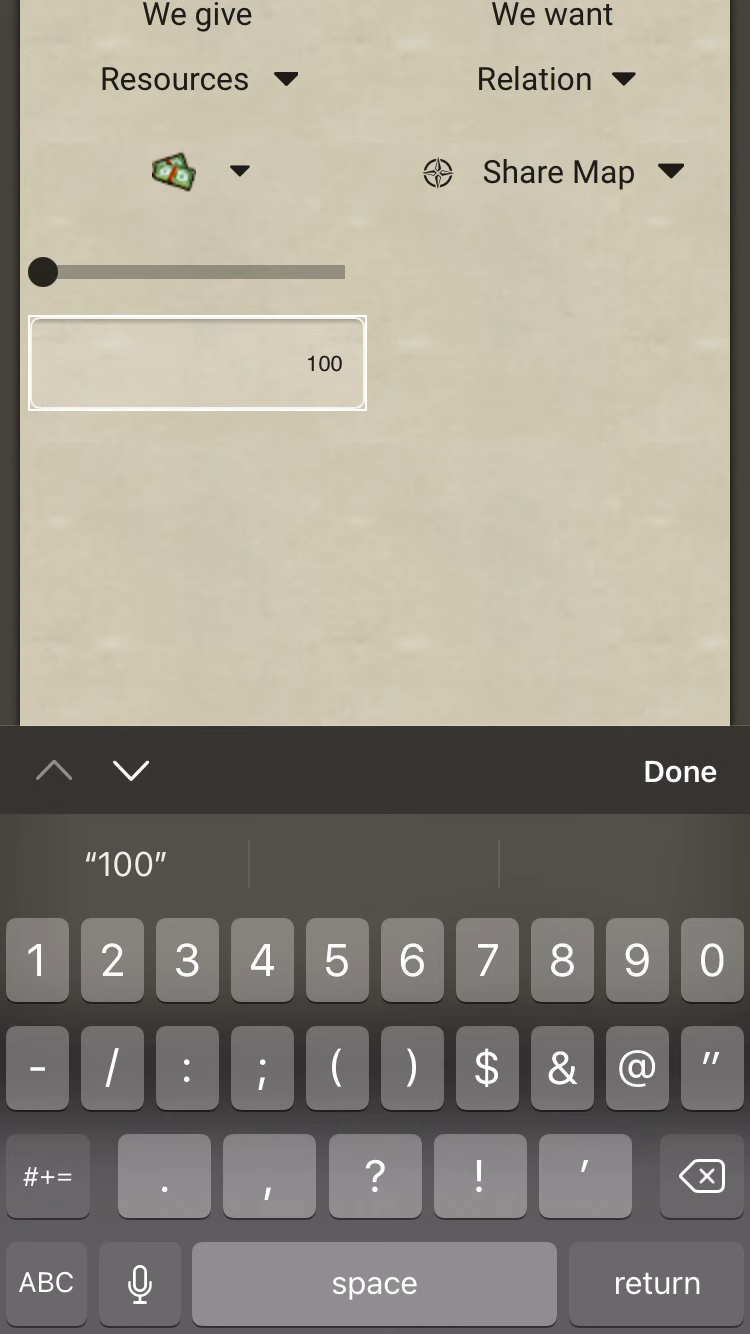 We give We want
Resources Relation
Share Map
100
Done
“100”
1 2 3 4 5 6 7 8 9 0
- / : ; ( ) $ & @ "
#+= . , ? ! '
ABC space return